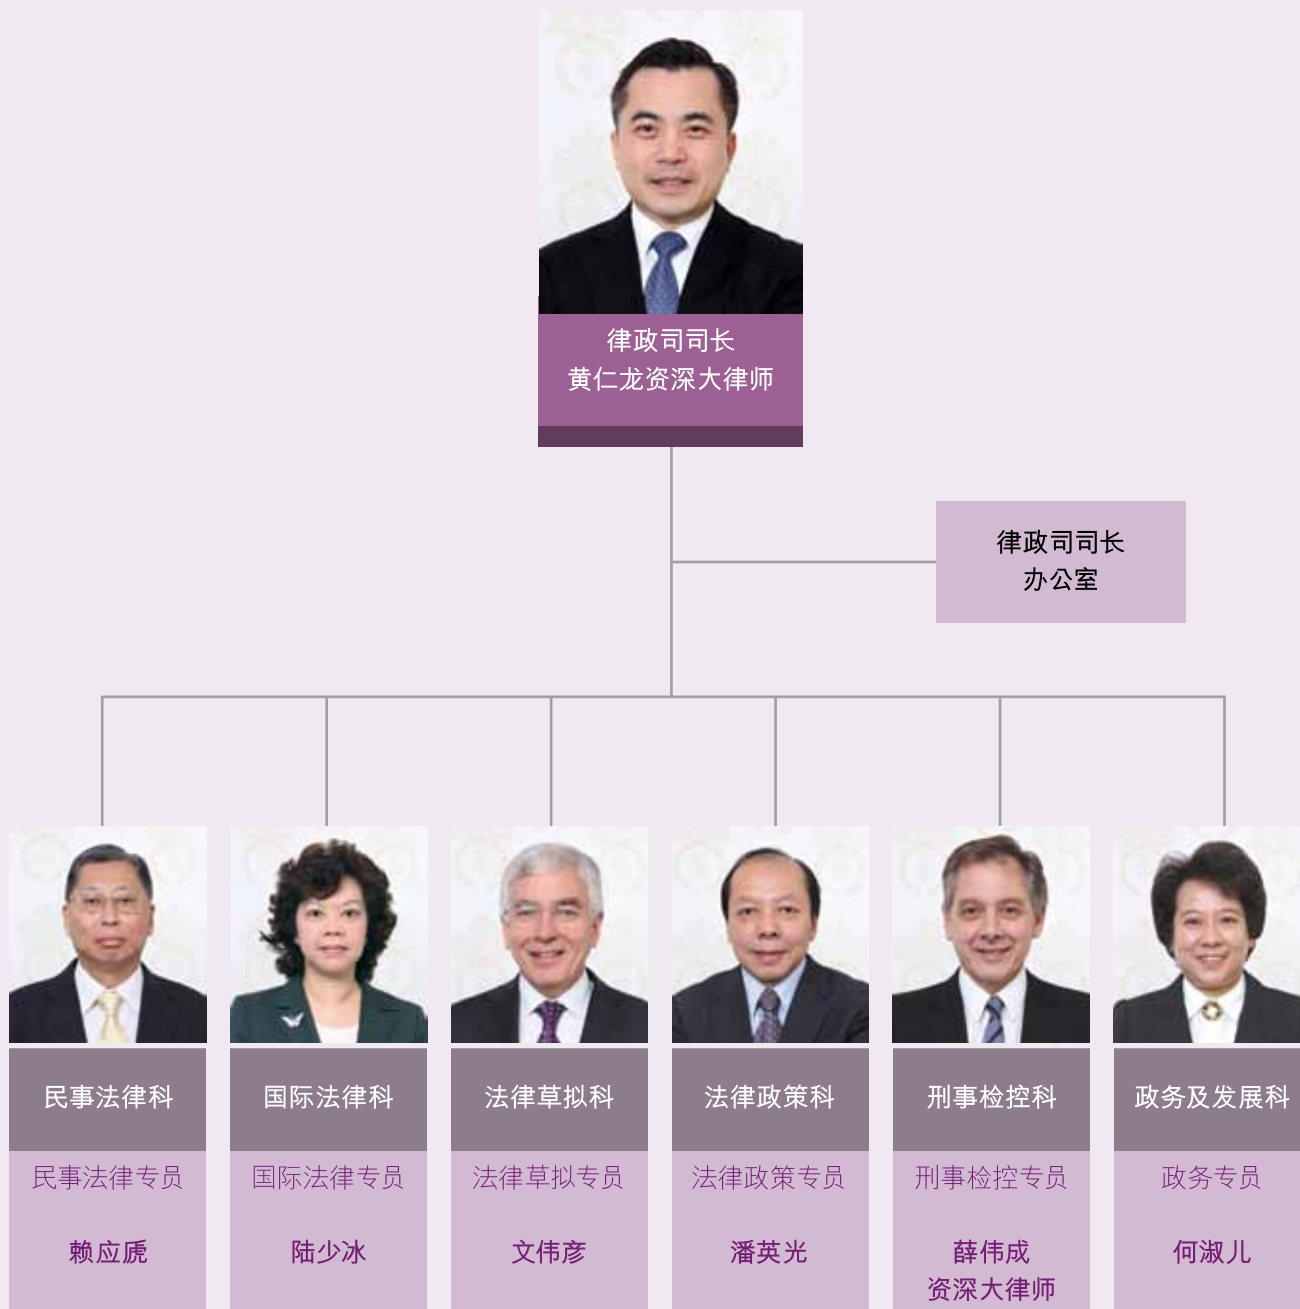 律政司司长
黄仁龙资深大律师
律政司司长
办公室
民事法律科
国际法律科
法律草拟科
法律政策科
刑事检控科
政务及发展科
民事法律专员
国际法律专员
法律草拟专员
法律政策专员
刑事检控专员
政务专员
赖应虒
陆少冰
文伟彦
潘英光
薛伟成
资深大律师
何淑儿